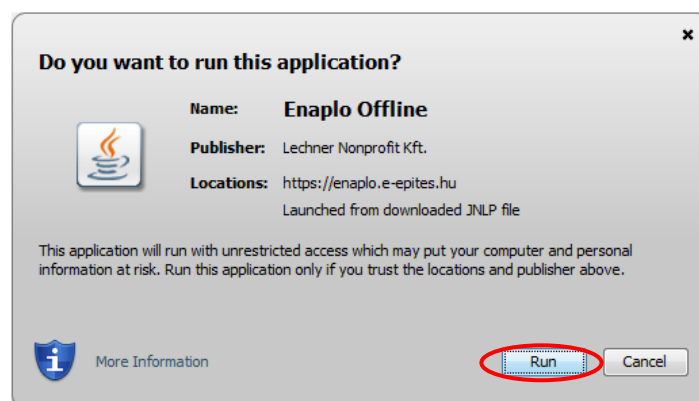 Do you want to run this application?
Name: Enaplo Offline
Publisher: Lechner Nonprofit Kft.
Locations: https://enaplo.e-epites.hu
Launched from downloaded JNLP file
This application will run with unrestricted access which may put your computer and personal
information at risk. Run this application only if you trust the locations and publisher above.
More Information
Run
Cancel